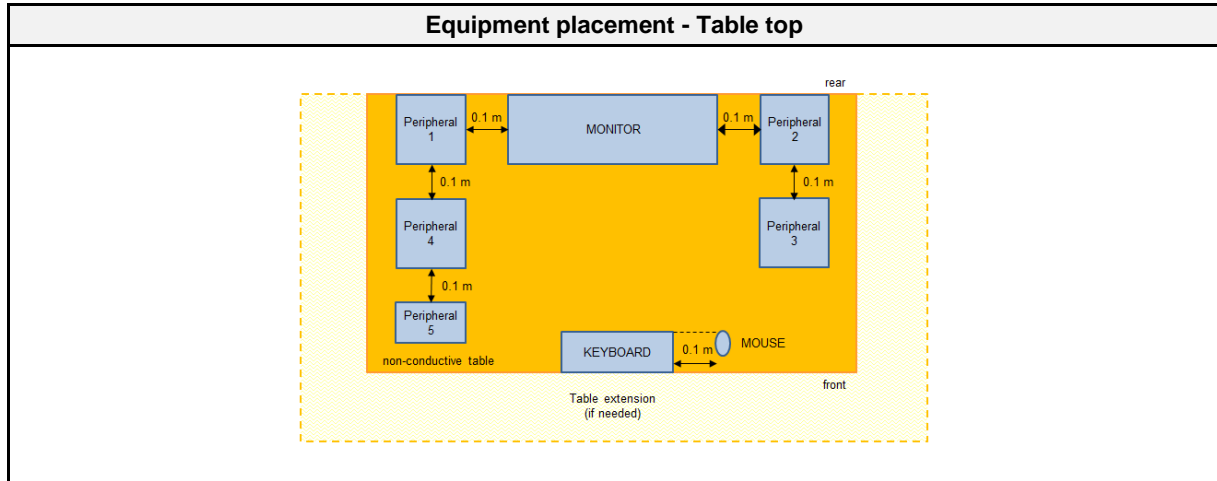 Equipment placement - Table top
rear
Peripheral
1
0.1 m
MONITOR
0.1 m
Peripheral
2
0.1 m
0.1 m
Peripheral
4
Peripheral
3
0.1 m
Peripheral
5
KEYBOARD
0.1 m
MOUSE
non-conductive table
front
Table extension
(if needed)